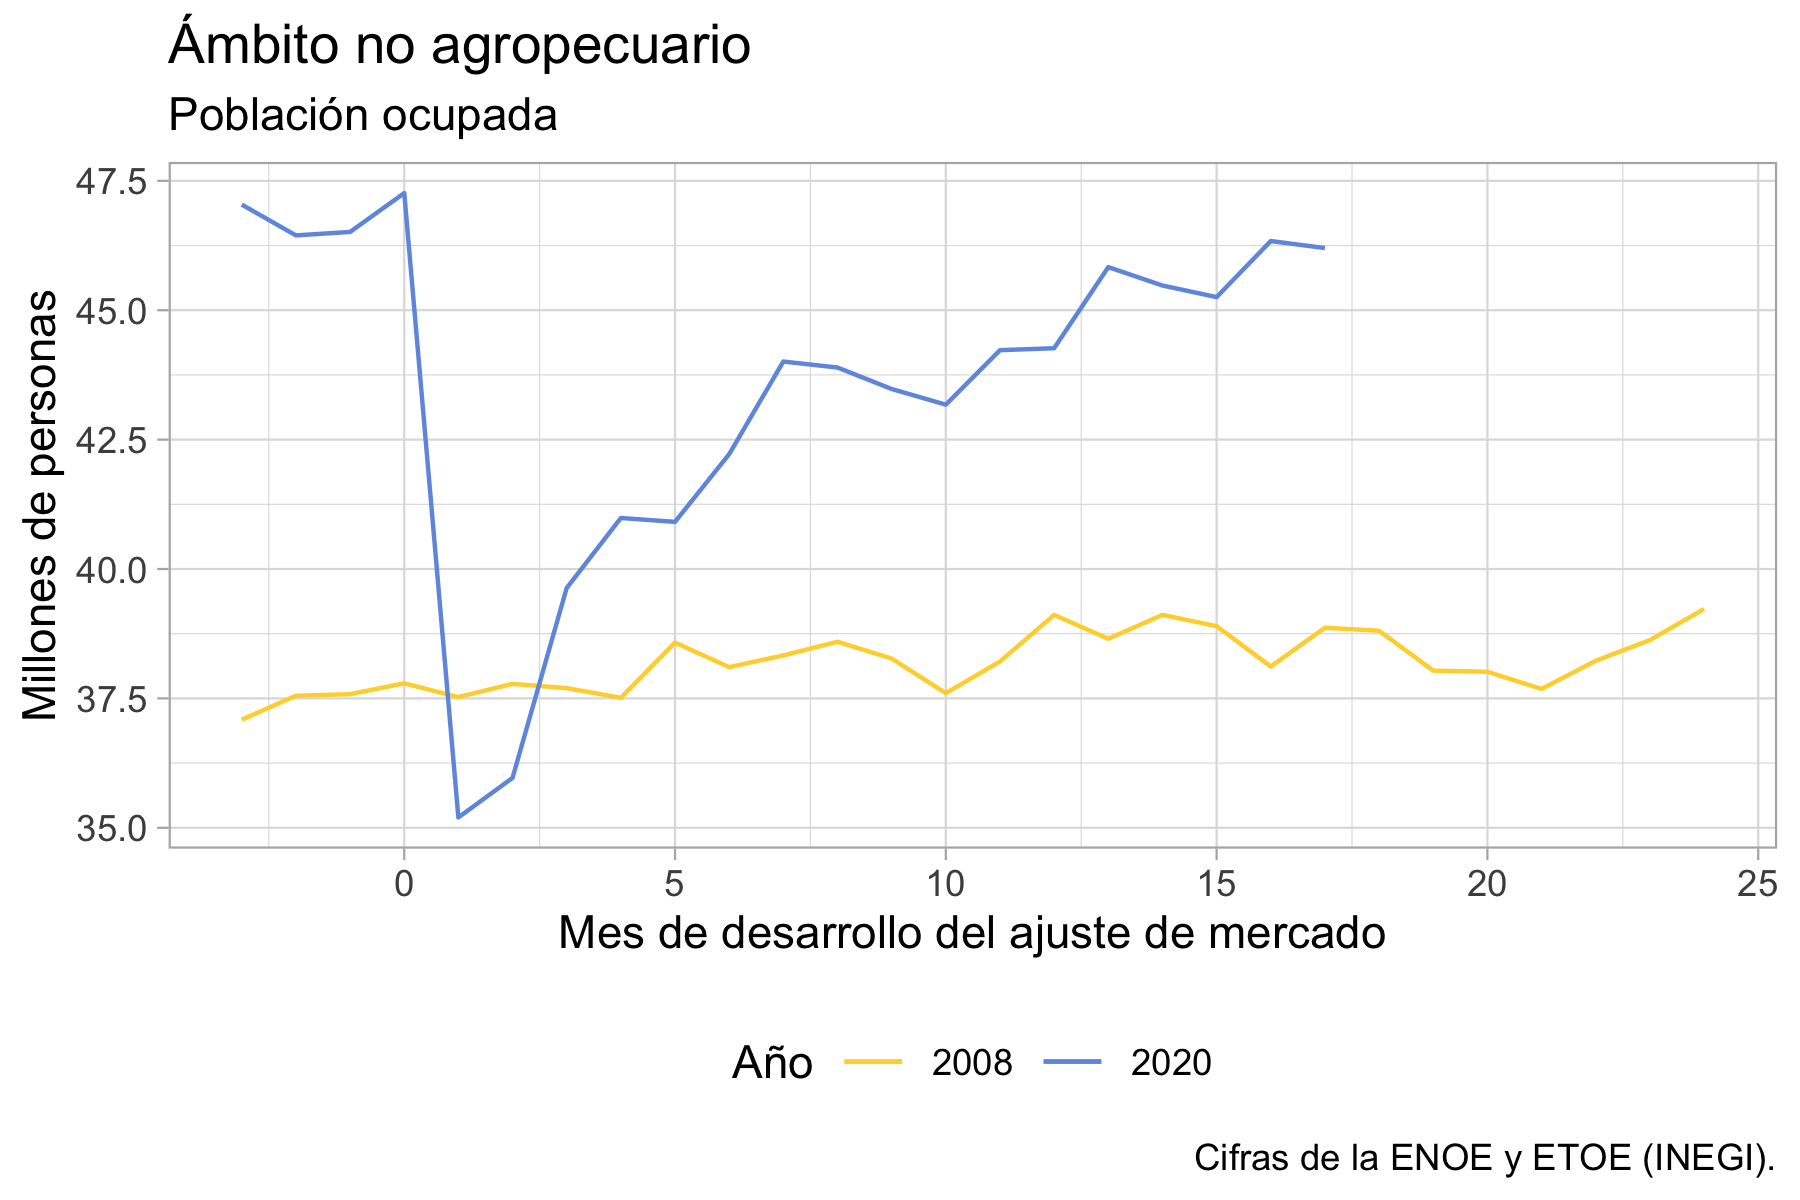 Ámbito no agropecuario
Población ocupada
Millones de personas
47.5
45.0
42.5
40.0
37.5
35.0
0 5 10 15 20 25
Mes de desarrollo del ajuste de mercado
Año 2008 2020
Cifras de la ENOE y ETOE (INEGI).